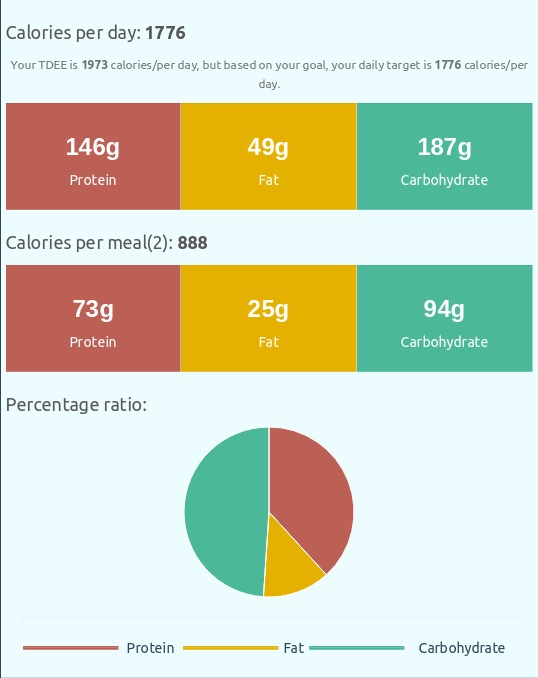 Calories per day: 1776
Your TDEE is 1973 calories/per day, but based on your goal, your daily target is 1776 calories/per
day.
146g 49g 187g
Protein Fat Carbohydrate
Calories per meal(2): 888
73g 25g 94g
Protein Fat Carbohydrate
Percentage ratio:
Protein Fat Carbohydrate